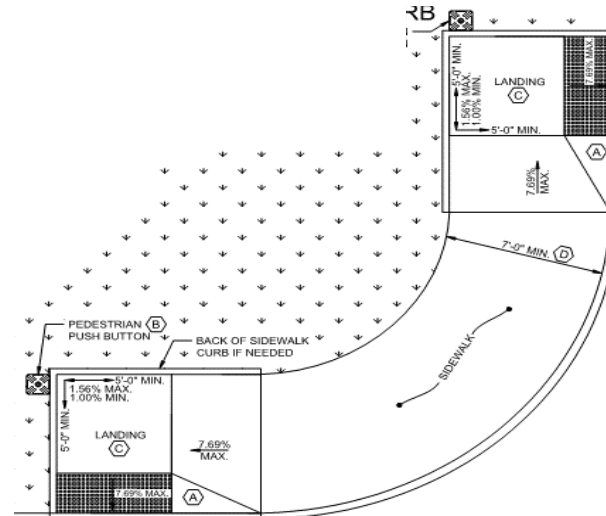 RB
5'-0" MIN.
1.56% MAX.
1.00% MIN.
LANDING
C
5'-0" MIN.
7.69% MAX.
A
7.69%
MAX.
7'-0" MIN. D
SIDEWALK
PEDESTRIAN B
PUSH BUTTON
BACK OF SIDEWALK
CURB IF NEEDED
5'-0" MIN.
1.56% MAX.
1.00% MIN.
5'-0" MIN.
LANDING
C
7.69%
MAX.
7.69% MAX.
A